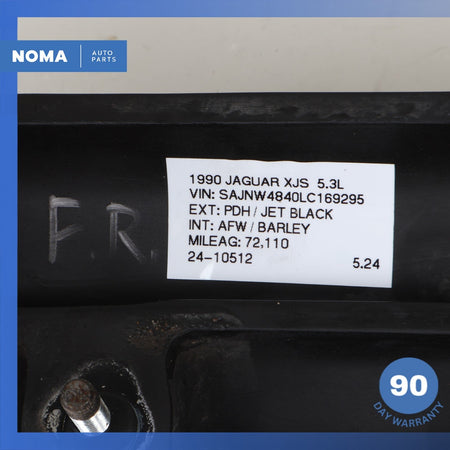 NOMA
AUTO
PARTS
1990 JAGUAR XJS 5.3L
VIN: SAJNW4840LC169295
EXT: PDH / JET BLACK
INT: AFW / BARLEY
MILEAG: 72,110
24-10512 5.24
F.R.
90
DAY WARRANTY